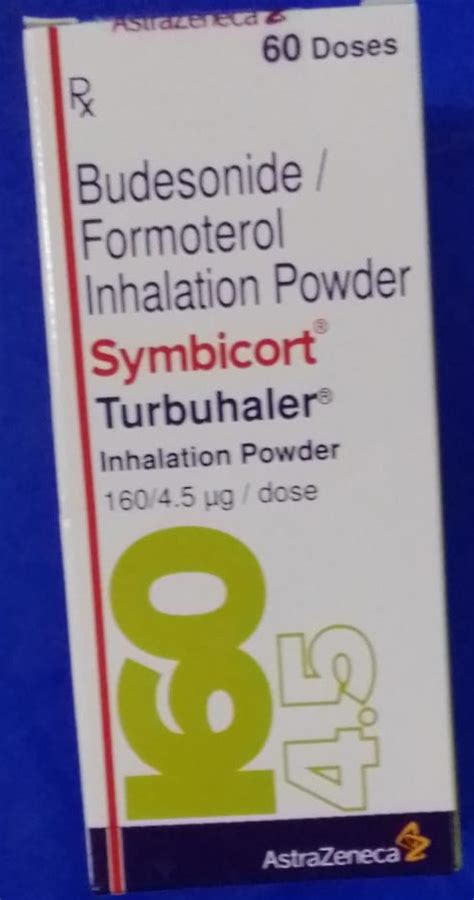 AstraZeneca
60 Doses
Rx
Budesonide /
Formoterol
Inhalation Powder
Symbicort®
Turbuhaler®
Inhalation Powder
160/4.5 µg / dose
160
4.5
AstraZeneca